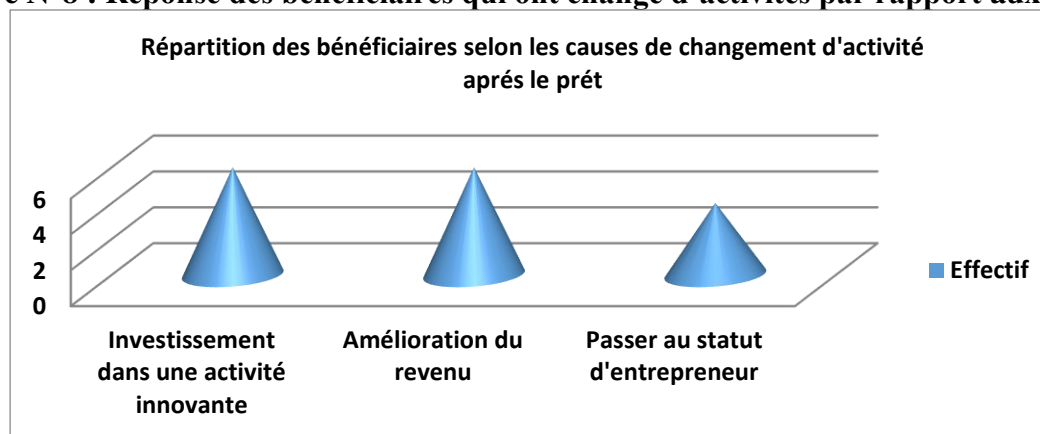 c N°8 : Réponse des bénéficiaires qui ont changé d'activités par rapport aux
Répartition des bénéficiaires selon les causes de changement d'activité
aprés le prét
6
4
2
0
Effectif
Investissement
dans une activité
innovante
Amélioration du
revenu
Passer au statut
d'entrepreneur